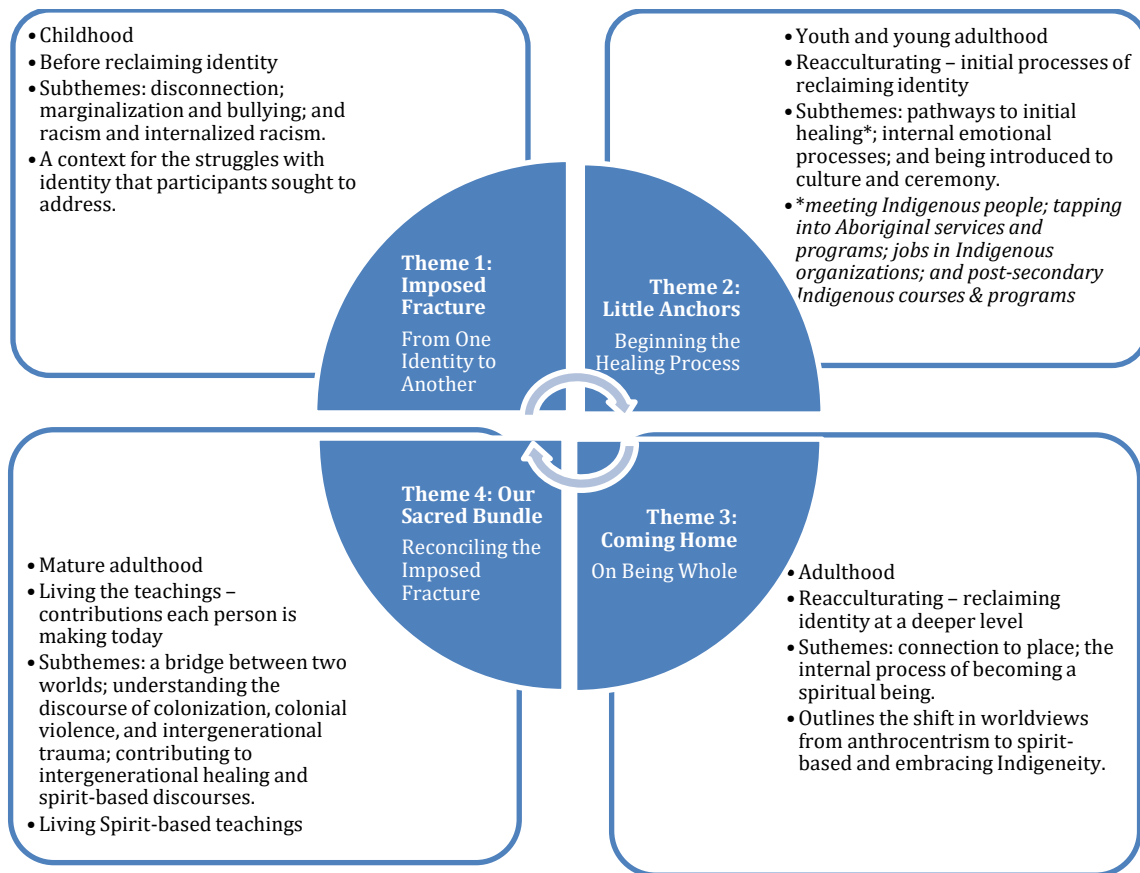 • Childhood
• Before reclaiming identity
• Subthemes: disconnection;
marginalization and bullying; and
racism and internalized racism.
• A context for the struggles with
identity that participants sought to
address.
Theme 1:
Imposed
Fracture
From One
Identity to
Another
• Youth and young adulthood
• Reacculturating – initial processes of
reclaiming identity
• Subthemes: pathways to initial
healing*; internal emotional
processes; and being introduced to
culture and ceremony.
• *meeting Indigenous people; tapping
into Aboriginal services and
programs; jobs in Indigenous
organizations; and post-secondary
Indigenous courses & programs
Theme 2:
Little Anchors
Beginning the
Healing Process
Theme 3:
Coming Home
On Being Whole
• Adulthood
• Reacculturating – reclaiming
identity at a deeper level
• Suthemes: connection to place; the
internal process of becoming a
spiritual being.
• Outlines the shift in worldviews
from anthrocentrism to spirit-
based and embracing Indigeneity.
Theme 4: Our
Sacred Bundle
Reconciling the
Imposed
Fracture
• Mature adulthood
• Living the teachings –
contributions each person is
making today
• Subthemes: a bridge between two
worlds; understanding the
discourse of colonization, colonial
violence, and intergenerational
trauma; contributing to
intergenerational healing and
spirit-based discourses.
• Living Spirit-based teachings